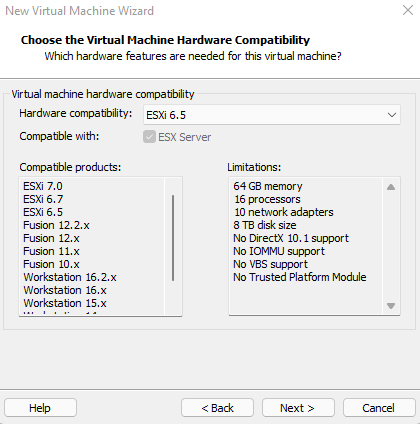 New Virtual Machine Wizard
Choose the Virtual Machine Hardware Compatibility
Which hardware features are needed for this virtual machine?
Virtual machine hardware compatibility
Hardware compatibility: ESXi 6.5
Compatible with: ESX Server
Compatible products:
ESXi 7.0
ESXi 6.7
ESXi 6.5
Fusion 12.2.x
Fusion 12.x
Fusion 11.x
Fusion 10.x
Workstation 16.2.x
Workstation 16.x
Workstation 15.x
Limitations:
64 GB memory
16 processors
10 network adapters
8 TB disk size
No DirectX 10.1 support
No IOMMU support
No VBS support
No Trusted Platform Module
Help
< Back
Next >
Cancel